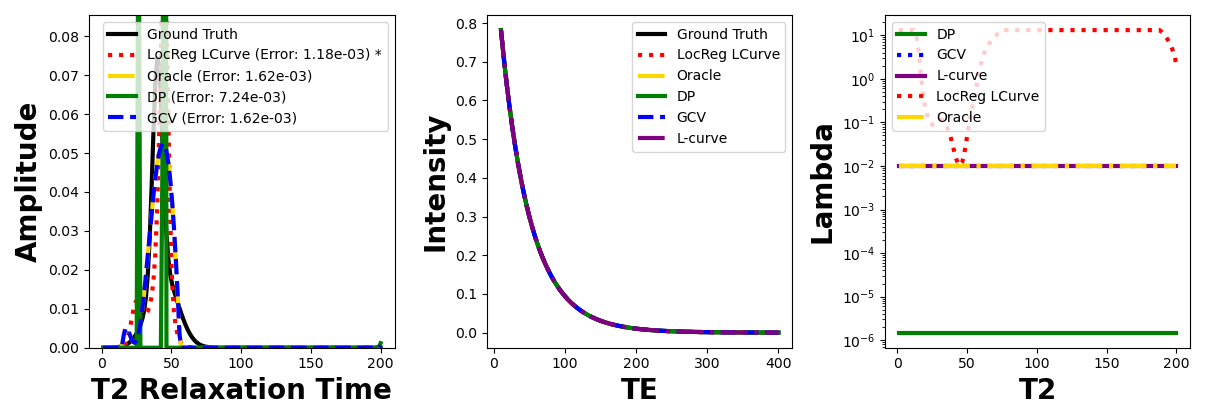 Amplitude
0.08
0.07
0.06
0.05
0.04
0.03
0.02
0.01
0.00
Ground Truth
LocReg LCurve (Error: 1.18e-03) *
Oracle (Error: 1.62e-03)
DP (Error: 7.24e-03)
GCV (Error: 1.62e-03)
0 50 100 150 200
T2 Relaxation Time
Intensity
0.8
0.7
0.6
0.5
0.4
0.3
0.2
0.1
0.0
Ground Truth
LocReg LCurve
Oracle
DP
GCV
L-curve
0 100 200 300 400
TE
Lambda
10¹
10⁰
10⁻¹
10⁻²
10⁻³
10⁻⁴
10⁻⁵
10⁻⁶
DP
GCV
L-curve
LocReg LCurve
Oracle
0 50 100 150 200
T2